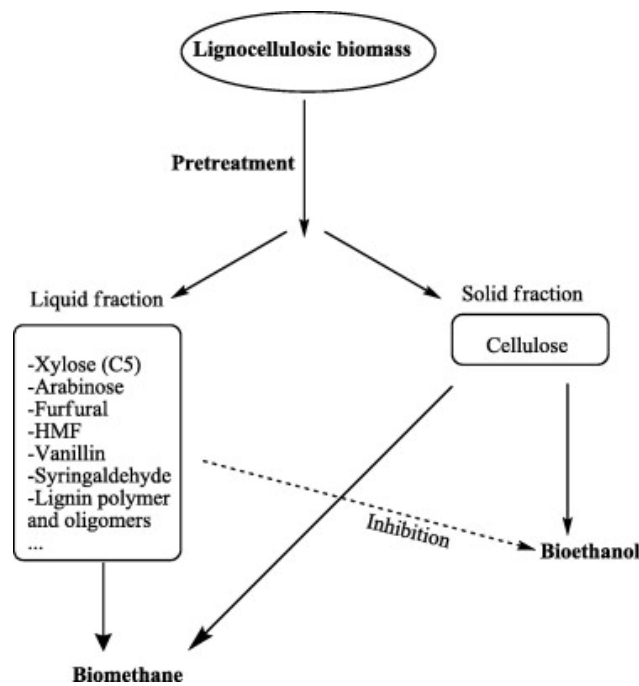 Lignocellulosic biomass
Pretreatment
Liquid fraction
Solid fraction
-Xylose (C5)
-Arabinose
-Furfural
-HMF
-Vanillin
-Syringaldehyde
-Lignin polymer
and oligomers
...
Cellulose
Inhibition
Bioethanol
Biomethane